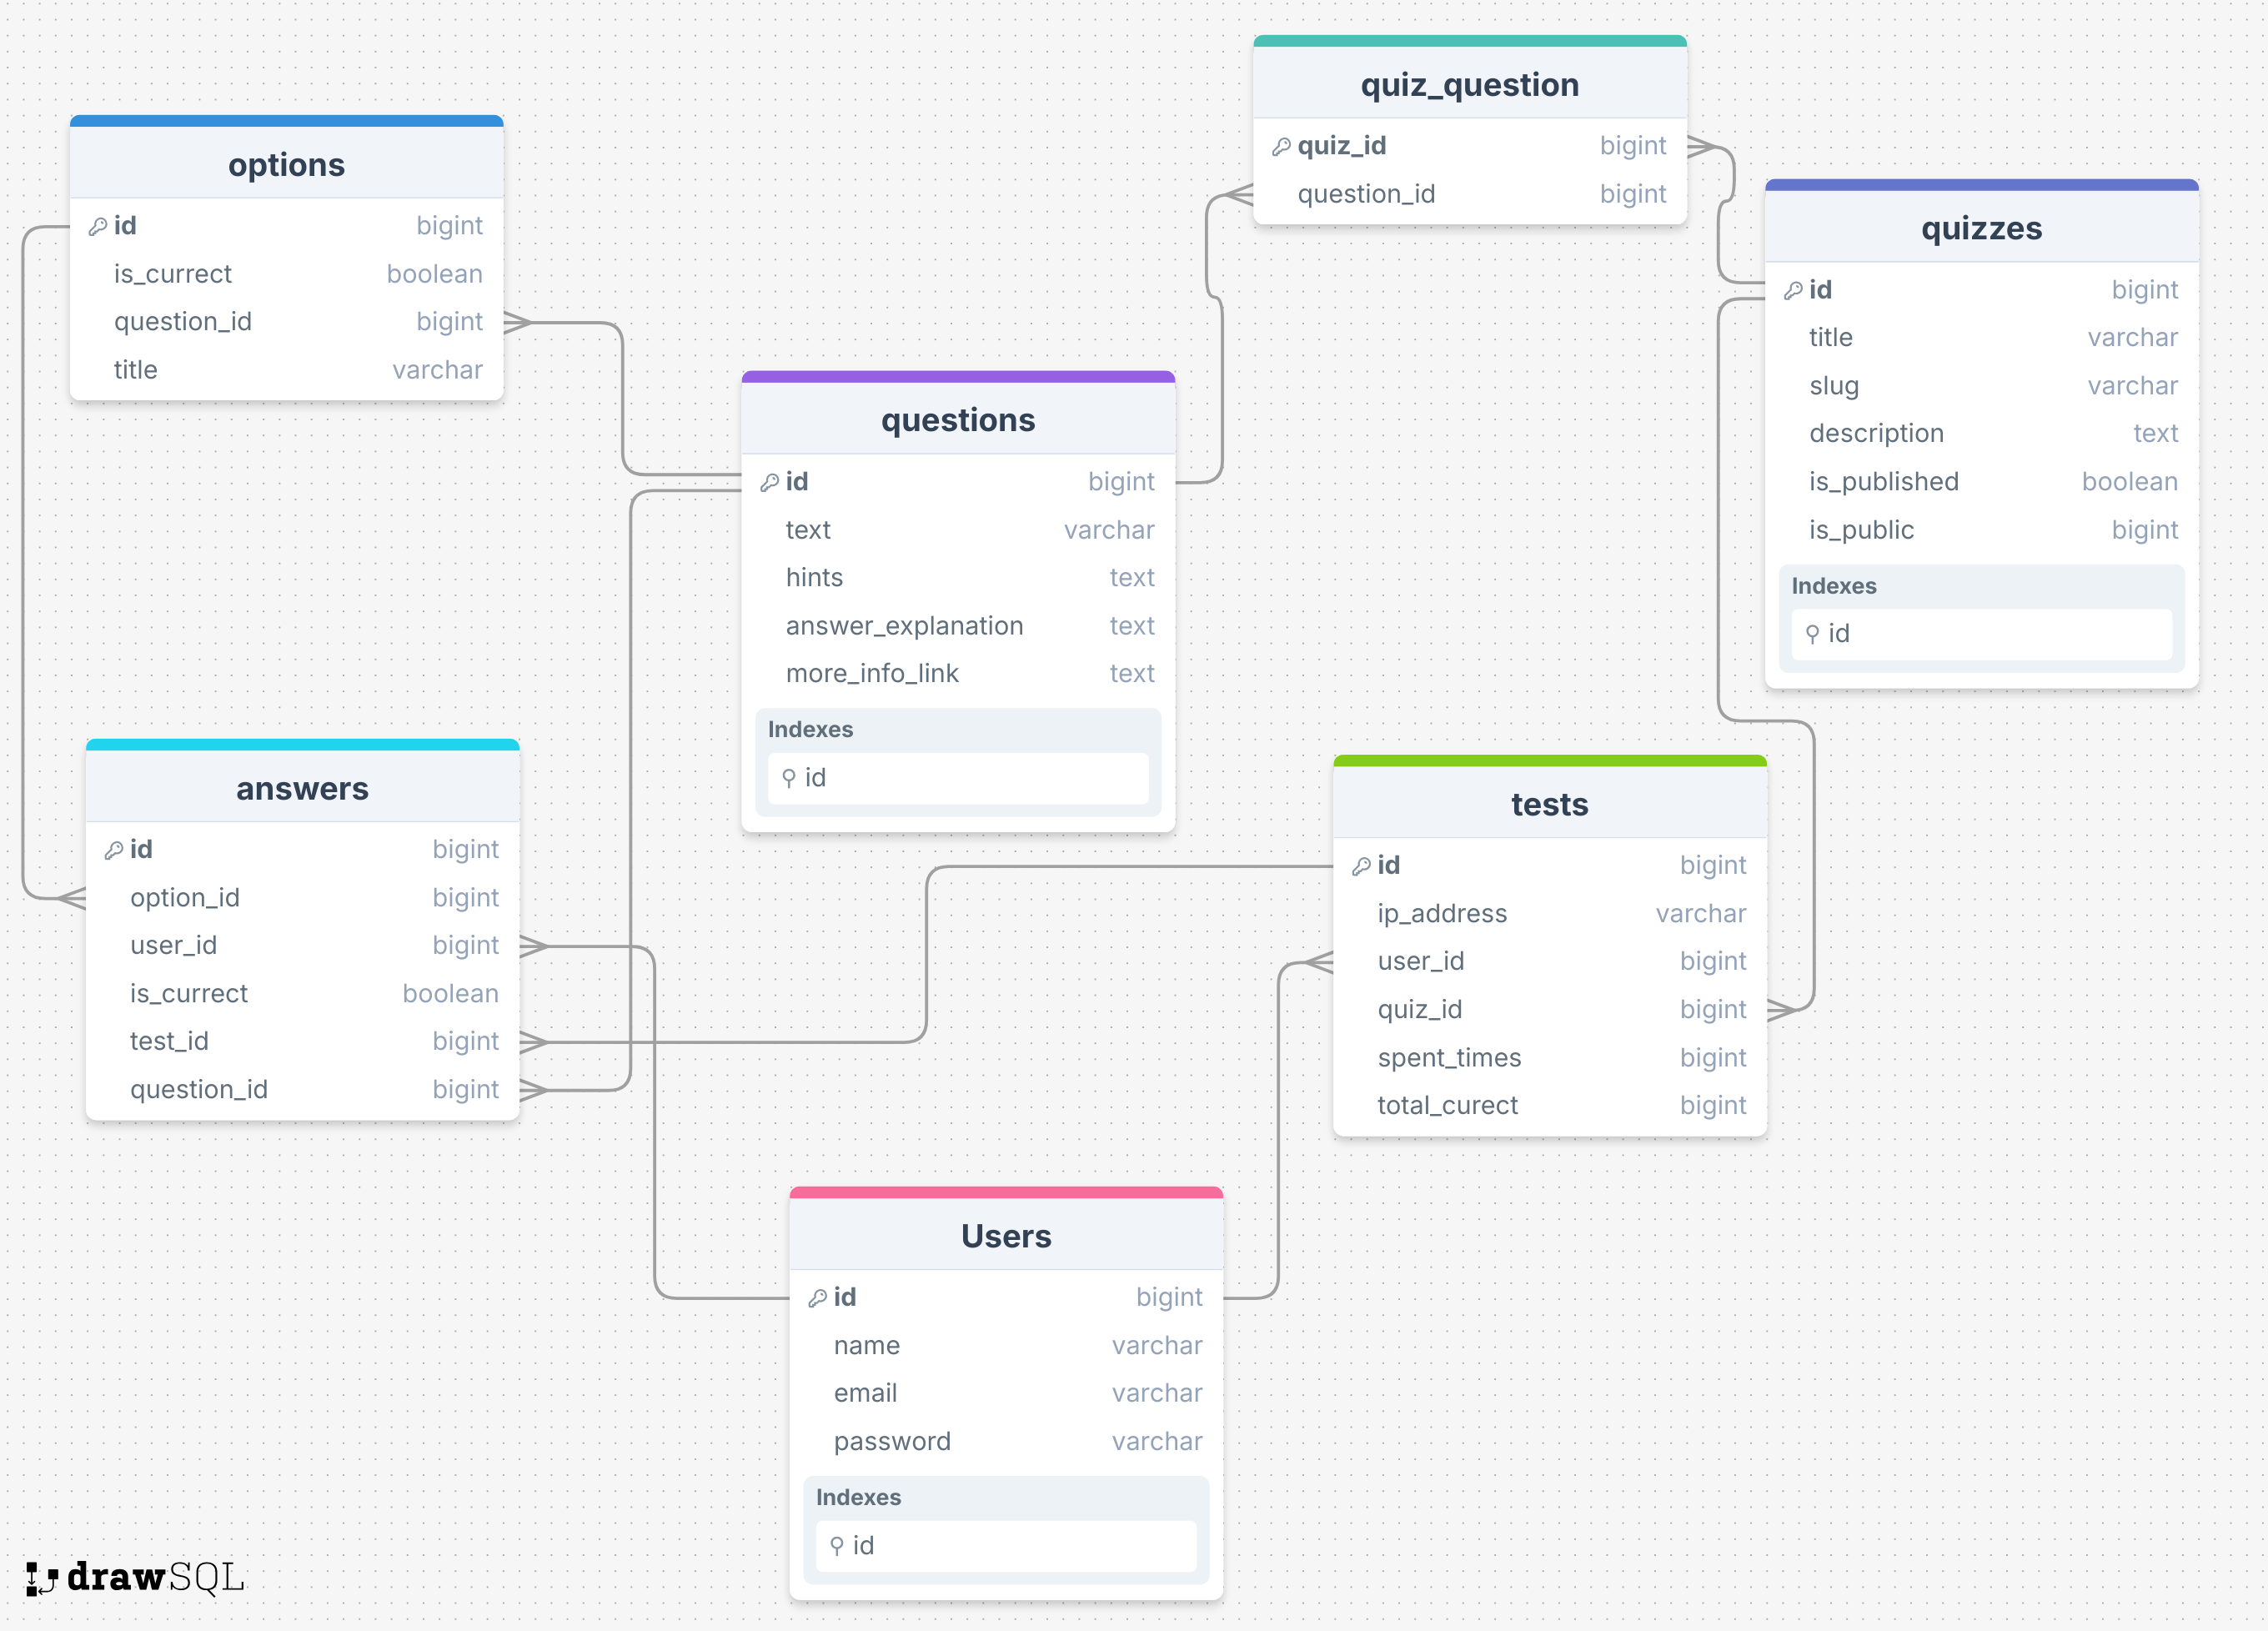 quiz_question
quiz_id bigint
question_id bigint
options
id bigint
is_currect boolean
question_id bigint
title varchar
quizzes
id bigint
title varchar
slug varchar
description text
is_published boolean
is_public bigint
Indexes
id
questions
id bigint
text varchar
hints text
answer_explanation text
more_info_link text
Indexes
id
answers
id bigint
option_id bigint
user_id bigint
is_currect boolean
test_id bigint
question_id bigint
tests
id bigint
ip_address varchar
user_id bigint
quiz_id bigint
spent_times bigint
total_curect bigint
Users
id bigint
name varchar
email varchar
password varchar
Indexes
id
drawSQL